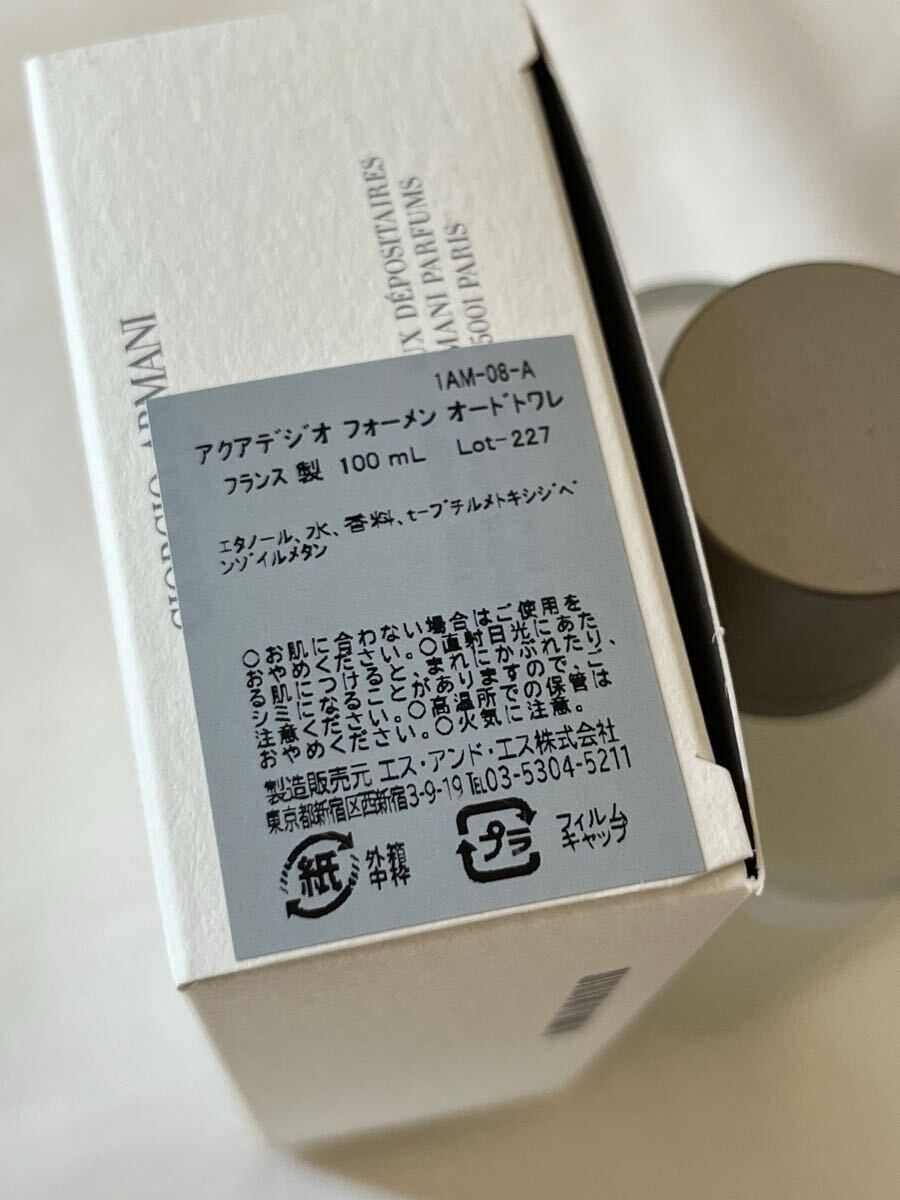 GIORGIO ARMANI
UX DÉPOSITAIRES
MANI PARFUMS
5001 PARIS
1AM-08-A
アクアデジオ フォーメン オードトワレ
フランス 製 100 mL Lot-227
エタノール、水、香料、t-ブチルメトキシジベ
ンゾイルメタン
○お肌に合わない場合はご使用を
おやめください。○直射日光にあた
るお肌につけると、まれにかぶれたり、
シミになることがありますので、ご
注意ください。○高温所での保管は
おやめください。○火気に注意。
製造販売元 エス・アンド・エス株式会社
東京都新宿区西新宿3-9-19 TEL03-5304-5211
紙
外箱
中枠
プラ
フィルム
キャップ